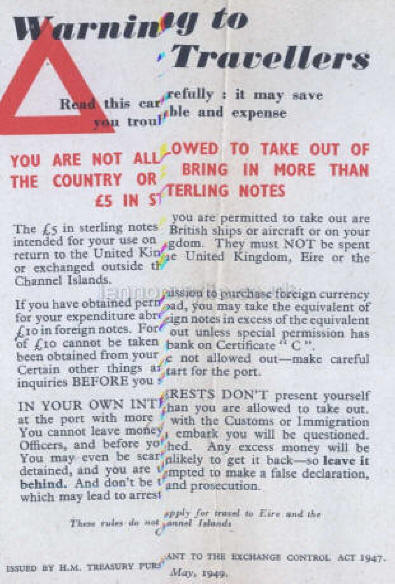 Warning to
Travellers
Read this carefully : it may save
you trouble and expense
YOU ARE NOT ALLOWED TO TAKE OUT OF
THE COUNTRY OR BRING IN MORE THAN
£5 IN STERLING NOTES
The £5 in sterling notes you are permitted to take out are
intended for your use on British ships or aircraft or on your
return to the United Kingdom. They must NOT be spent
or exchanged outside the United Kingdom, Eire or the
Channel Islands.
If you have obtained permission to purchase foreign currency
for your expenditure abroad, you may take the equivalent of
£10 in foreign notes. Foreign notes in excess of the equivalent
of £10 cannot be taken out unless special permission has
been obtained from your bank on Certificate " C ".
Certain other things are not allowed out—make careful
inquiries BEFORE you start for the port.
IN YOUR OWN INTERESTS DON'T present yourself
at the port with more than you are allowed to take out.
You cannot leave money with the Customs or Immigration
Officers, and before you embark you will be questioned.
You may even be searched. Any excess money will be
detained, and you are unlikely to get it back—so leave it
behind. And don't be tempted to make a false declaration,
which may lead to arrest and prosecution.
These rules do not apply for travel to Eire and the
Channel Islands
ISSUED BY H.M. TREASURY PURSUANT TO THE EXCHANGE CONTROL ACT 1947.
May, 1949.